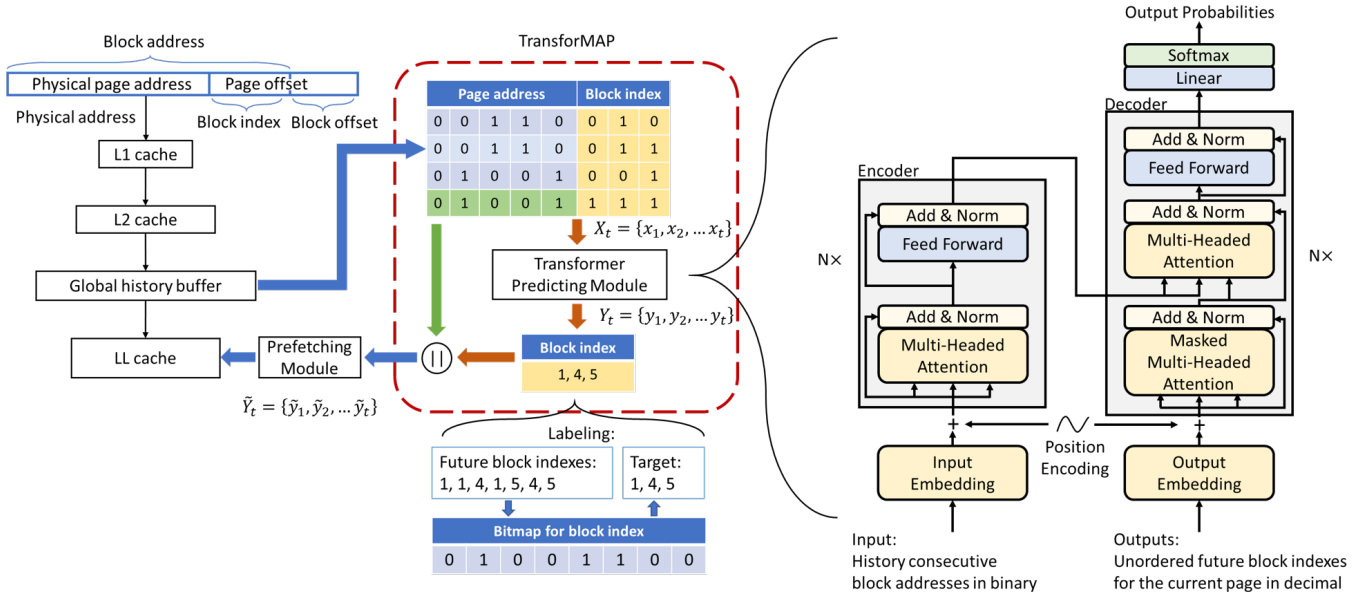 Block address
Physical page address Page offset
Physical address
Block index Block offset
L1 cache
L2 cache
Global history buffer
LL cache
Prefetching
Module
Ỹ_t = {ỹ_1, ỹ_2, … ỹ_t}
TransforMAP
Page address Block index
0 0 1 1 0 0 1 0
0 0 1 1 0 0 1 1
0 1 0 0 1 0 1 1
0 1 0 0 1 1 1 1
X_t = {x_1, x_2, … x_t}
Transformer
Predicting Module
Y_t = {y_1, y_2, … y_t}
Block index
1, 4, 5
||
Labeling:
Future block indexes:
1, 1, 4, 1, 5, 4, 5
Target:
1, 4, 5
Bitmap for block index
0 1 0 0 1 1 0 0
Output Probabilities
Softmax
Linear
Decoder
Add & Norm
Feed Forward
Add & Norm
Multi-Headed
Attention
N×
Add & Norm
Masked
Multi-Headed
Attention
Encoder
Add & Norm
Feed Forward
N×
Add & Norm
Multi-Headed
Attention
+
Position
Encoding
+
Input
Embedding
Output
Embedding
Input:
History consecutive
block addresses in binary
Outputs:
Unordered future block indexes
for the current page in decimal